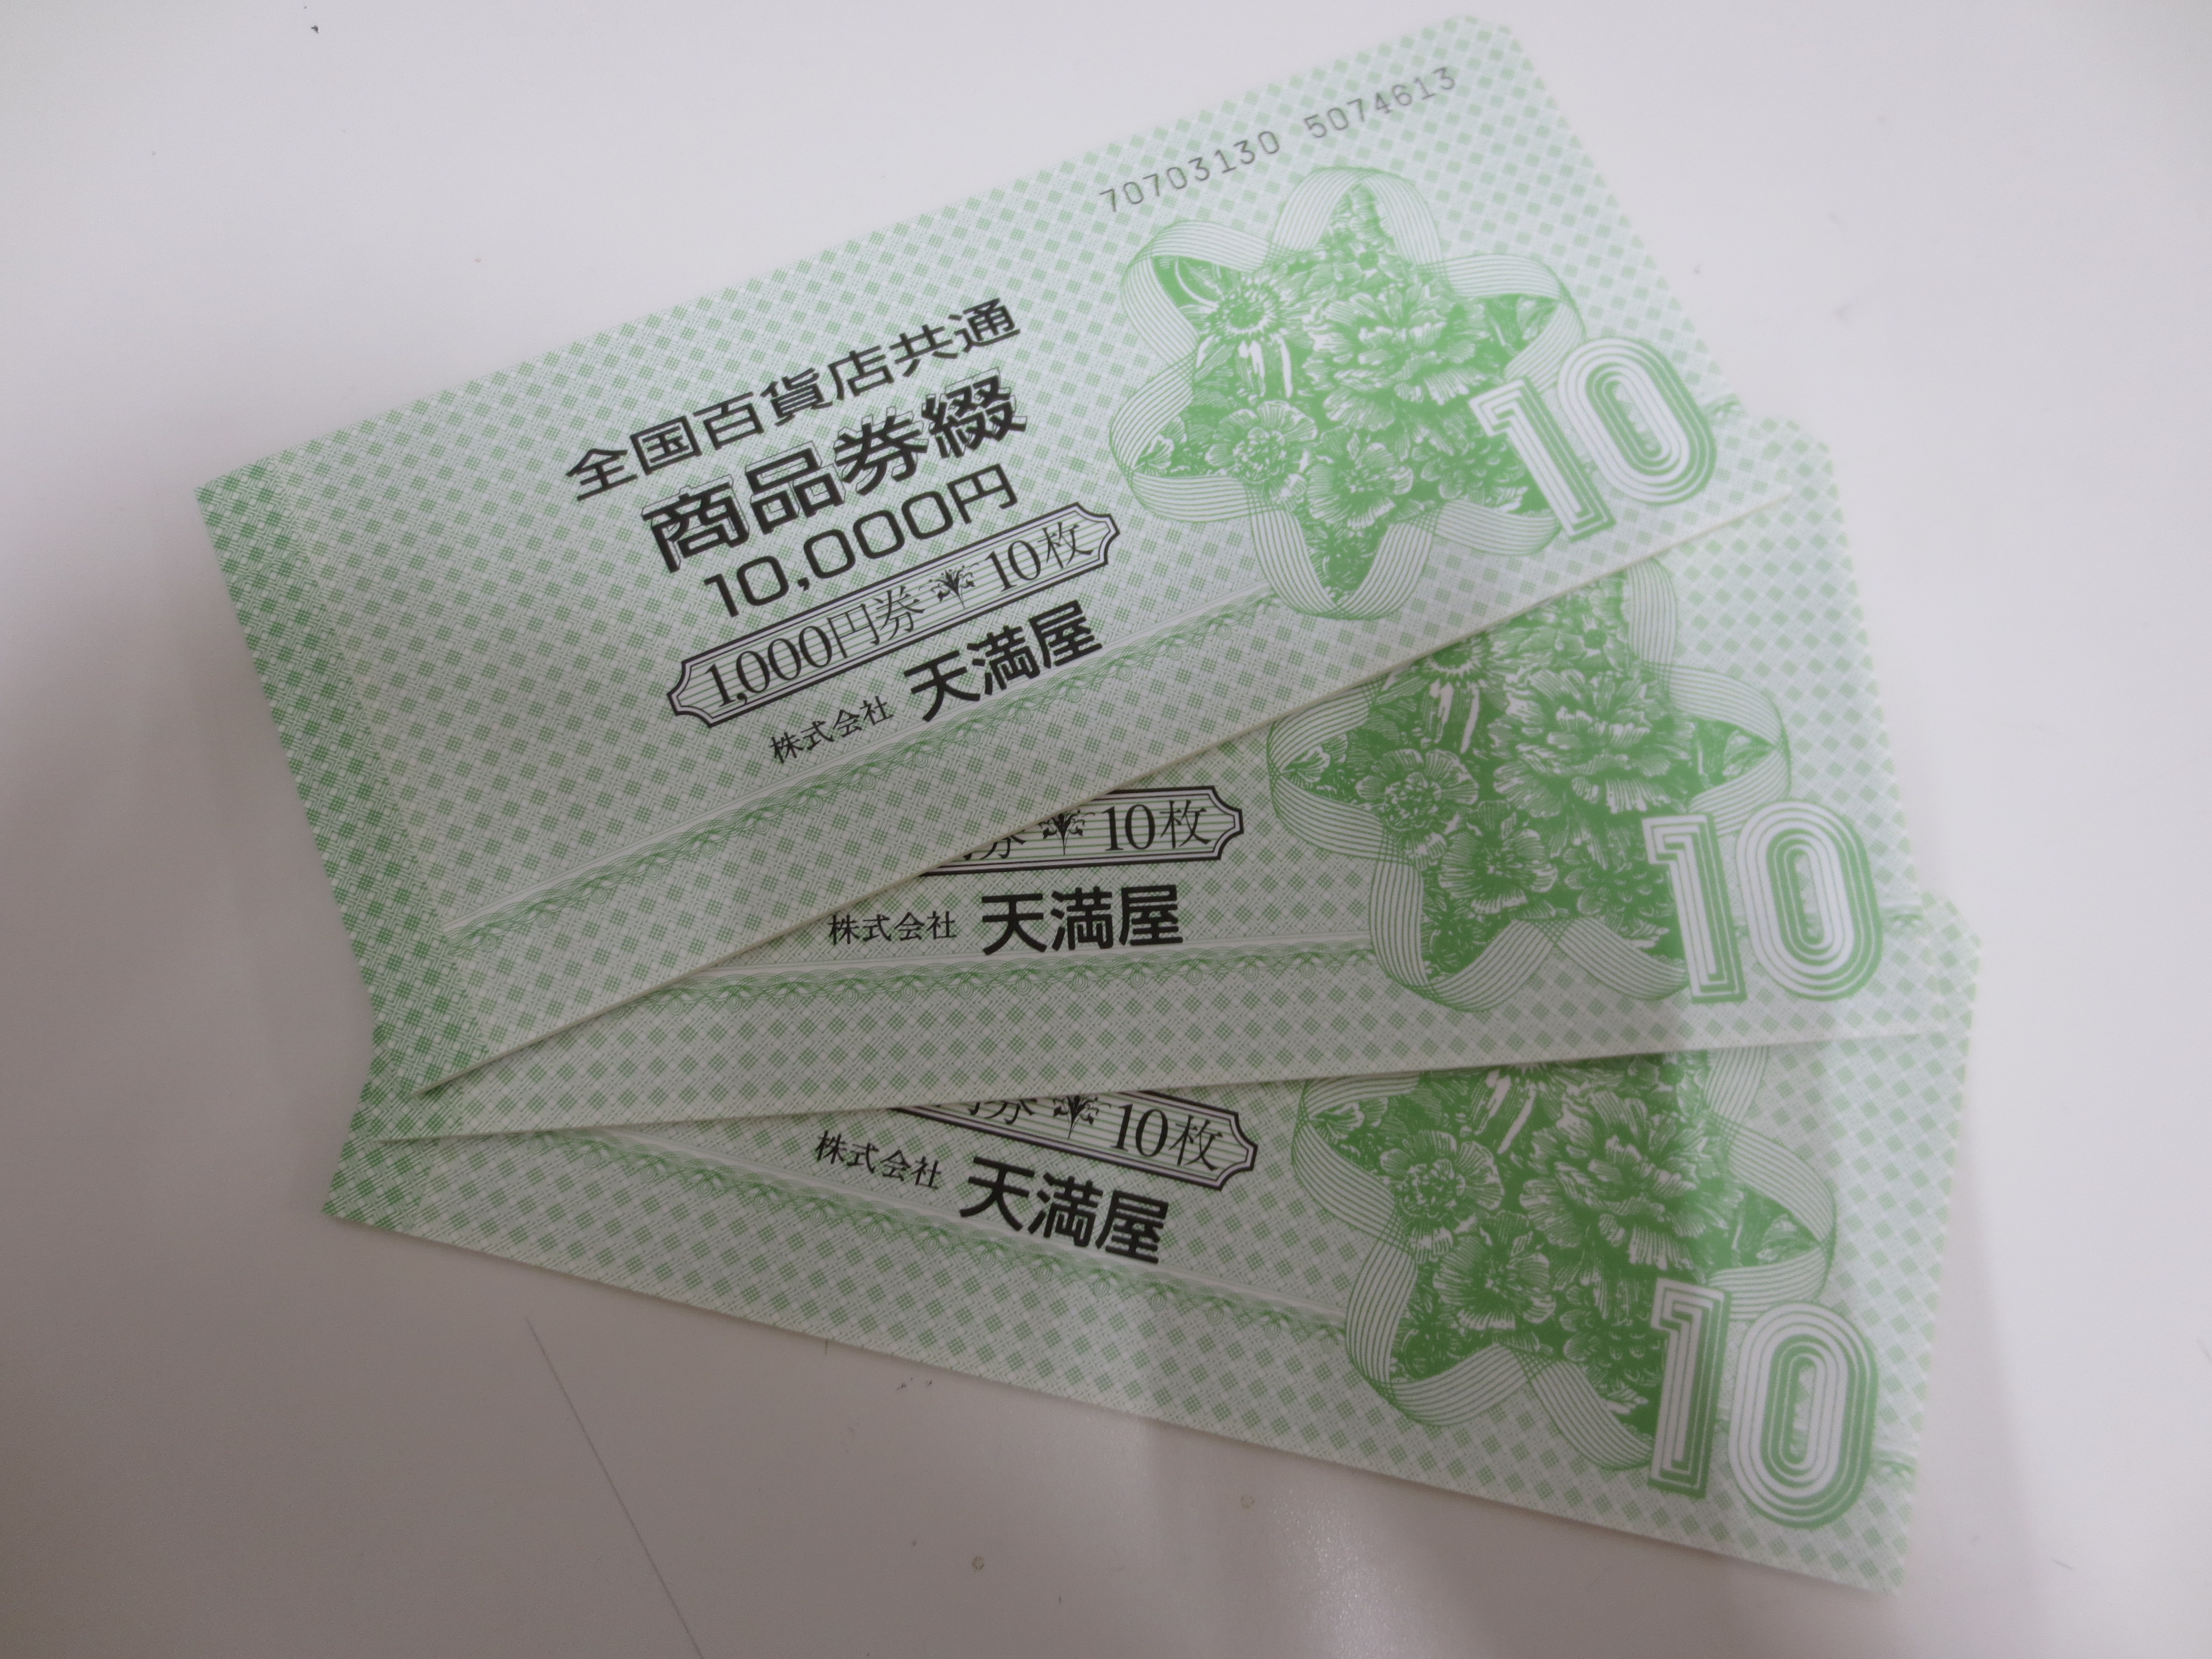 70703130 5074613
全国百貨店共通
商品券綴
10,000円
1,000円券 10枚
株式会社 天満屋
10
券 10枚
株式会社 天満屋
10
券 10枚
株式会社 天満屋
10